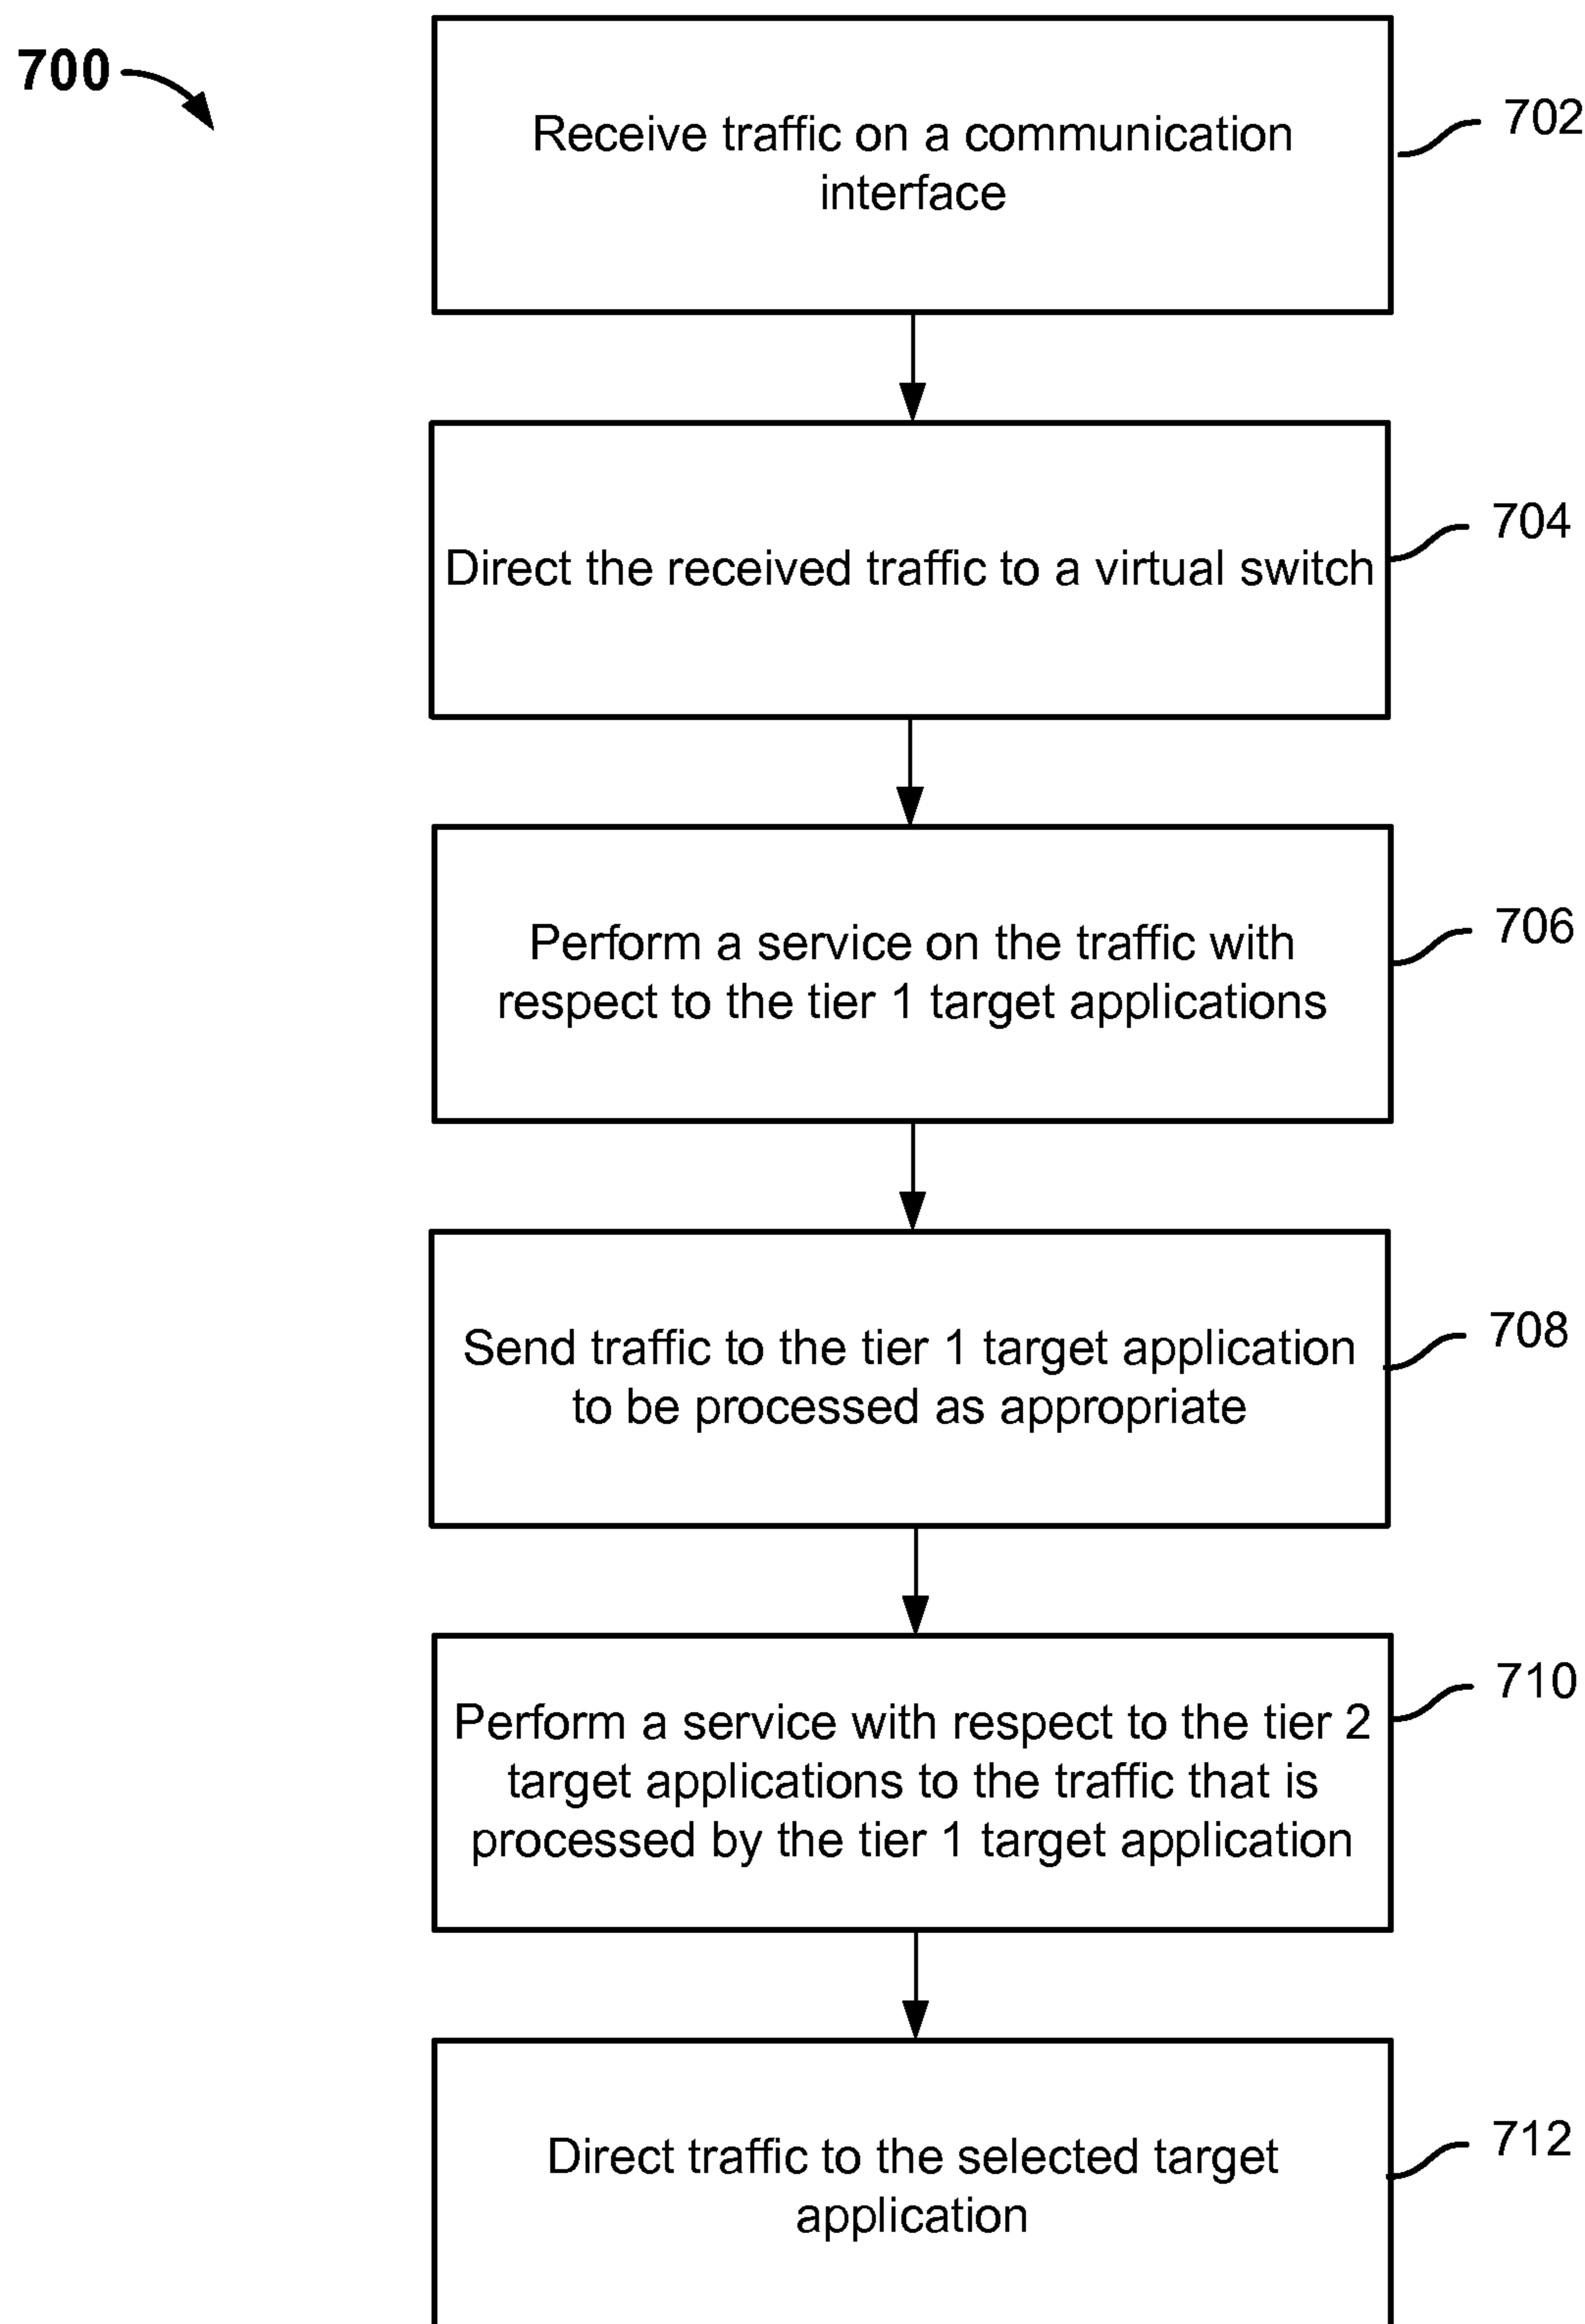 700
Receive traffic on a communication
interface
702
Direct the received traffic to a virtual switch
704
Perform a service on the traffic with
respect to the tier 1 target applications
706
Send traffic to the tier 1 target application
to be processed as appropriate
708
Perform a service with respect to the tier 2
target applications to the traffic that is
processed by the tier 1 target application
710
Direct traffic to the selected target
application
712